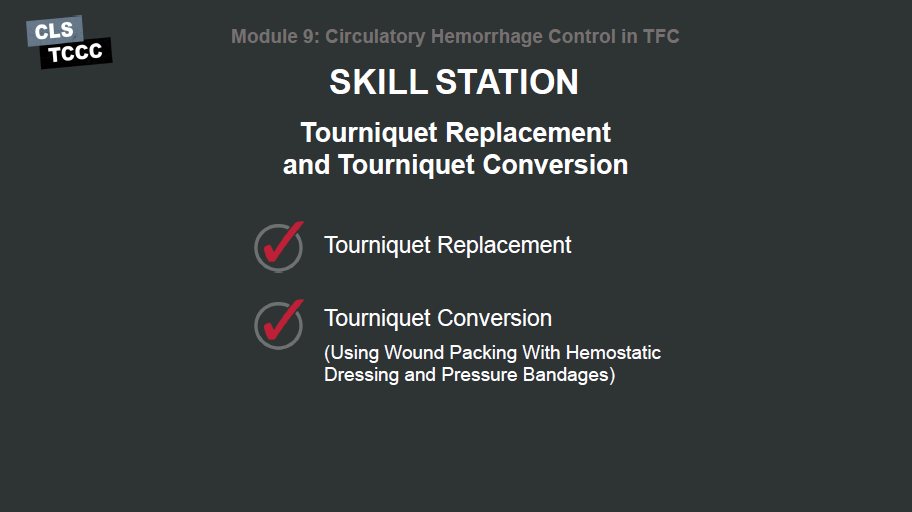 CLS
TCCC
Module 9: Circulatory Hemorrhage Control in TFC
SKILL STATION
Tourniquet Replacement
and Tourniquet Conversion
Tourniquet Replacement
Tourniquet Conversion
(Using Wound Packing With Hemostatic
Dressing and Pressure Bandages)